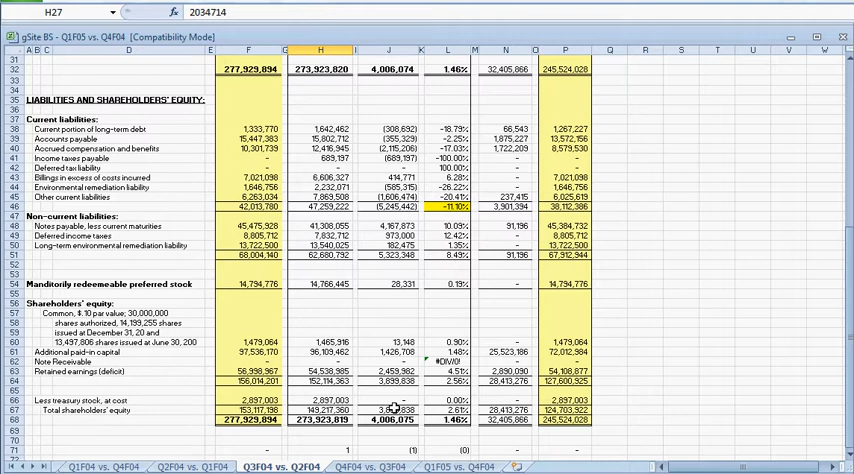 H27 fx 2034714
gSite BS - Q1F05 vs. Q4F04 [Compatibility Mode]
A B C D E F G H I J K L M N O P Q R S T U V W
31
32 277,929,894 273,923,820 4,006,074 1.46% 32,405,866 245,524,028
33
34
35 LIABILITIES AND SHAREHOLDERS' EQUITY:
36
37 Current liabilities:
38 Current portion of long-term debt 1,333,770 1,642,462 (308,692) -18.79% 66,543 1,267,227
39 Accounts payable 15,447,383 15,802,712 (355,329) -2.25% 1,875,227 13,572,156
40 Accrued compensation and benefits 10,301,739 12,416,945 (2,115,206) -17.03% 1,722,209 8,579,530
41 Income taxes payable - 689,197 (689,197) -100.00% - -
42 Deferred tax liability - - - 100.00% - -
43 Billings in excess of costs incurred 7,021,098 6,606,327 414,771 6.28% - 7,021,098
44 Environmental remediation liability 1,646,756 2,232,071 (585,315) -26.22% - 1,646,756
45 Other current liabilities 6,263,034 7,869,508 (1,606,474) -20.41% 237,415 6,025,619
46 42,013,780 47,259,222 (5,245,442) -11.10% 3,901,394 38,112,386
47 Non-current liabilities:
48 Notes payable, less current maturities 45,475,928 41,308,055 4,167,873 10.09% 91,196 45,384,732
49 Deferred income taxes 8,805,712 7,832,712 973,000 12.42% - 8,805,712
50 Long-term environmental remediation liability 13,722,500 13,540,025 182,475 1.35% - 13,722,500
51 68,004,140 62,680,792 5,323,348 8.49% 91,196 67,912,944
52
53
54 Manditorily redeemeable preferred stock 14,794,776 14,766,445 28,331 0.19% - 14,794,776
55
56 Shareholders' equity:
57 Common, $.10 par value; 30,000,000
58 shares authorized, 14,199,255 shares
59 issued at December 31, 20 and
60 13,497,806 shares issued at June 30, 200 1,479,064 1,465,916 13,148 0.90% - 1,479,064
61 Additional paid-in capital 97,536,170 96,109,462 1,426,708 1.48% 25,523,186 72,012,984
62 Note Receivable - - - #DIV/0! - -
63 Retained earnings (deficit) 56,998,967 54,538,985 2,459,982 4.51% 2,890,090 54,108,877
64 156,014,201 152,114,363 3,899,838 2.56% 28,413,276 127,600,925
65
66 Less treasury stock, at cost 2,897,003 2,897,003 - 0.00% - 2,897,003
67 Total shareholders' equity 153,117,198 149,217,360 2.61% 28,413,276 124,703,922
68 277,929,894 273,923,819 4,006,075 1.46% 32,405,866 245,524,028
69
70
71 - 1 (1) (0) - -
Q1F04 vs. Q4F04 Q2F04 vs. Q1F04 Q3F04 vs. Q2F04 Q4F04 vs. Q3F04 Q1F05 vs. Q4F04